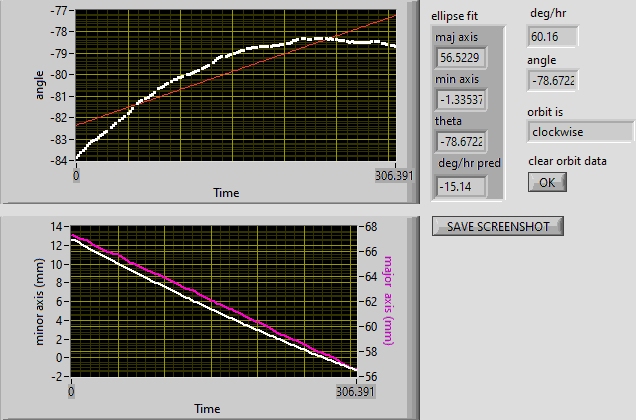 -77
-78
-79
-80
-81
-82
-83
-84
angle
0
306.391
Time
ellipse fit
maj axis
56.5229
min axis
-1.33537
theta
-78.6722
deg/hr pred
-15.14
deg/hr
60.16
angle
-78.6722
orbit is
clockwise
clear orbit data
OK
SAVE SCREENSHOT
14
12
10
8
6
4
2
0
-2
minor axis (mm)
68
66
64
62
60
58
56
major axis (mm)
0
306.391
Time